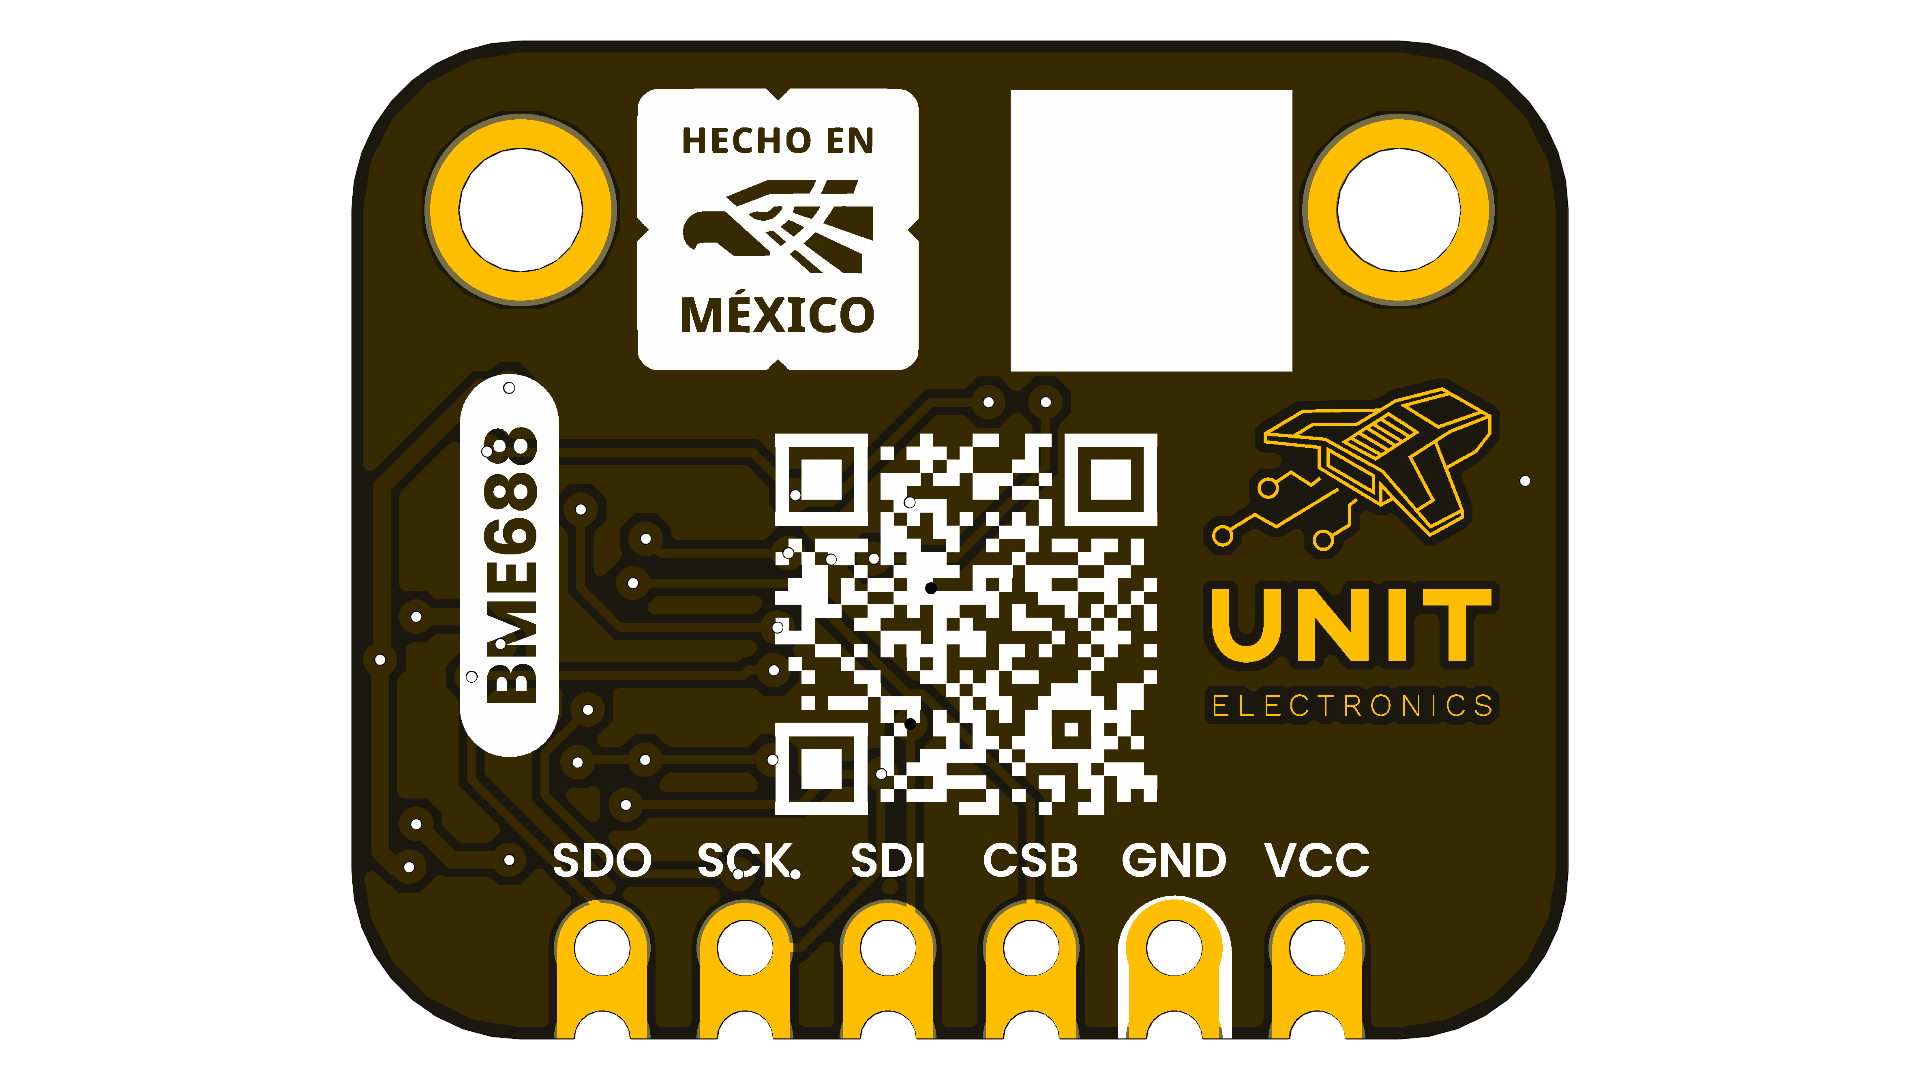 HECHO EN
MÉXICO
BME688
UNIT
ELECTRONICS
SDO SCK SDI CSB GND VCC